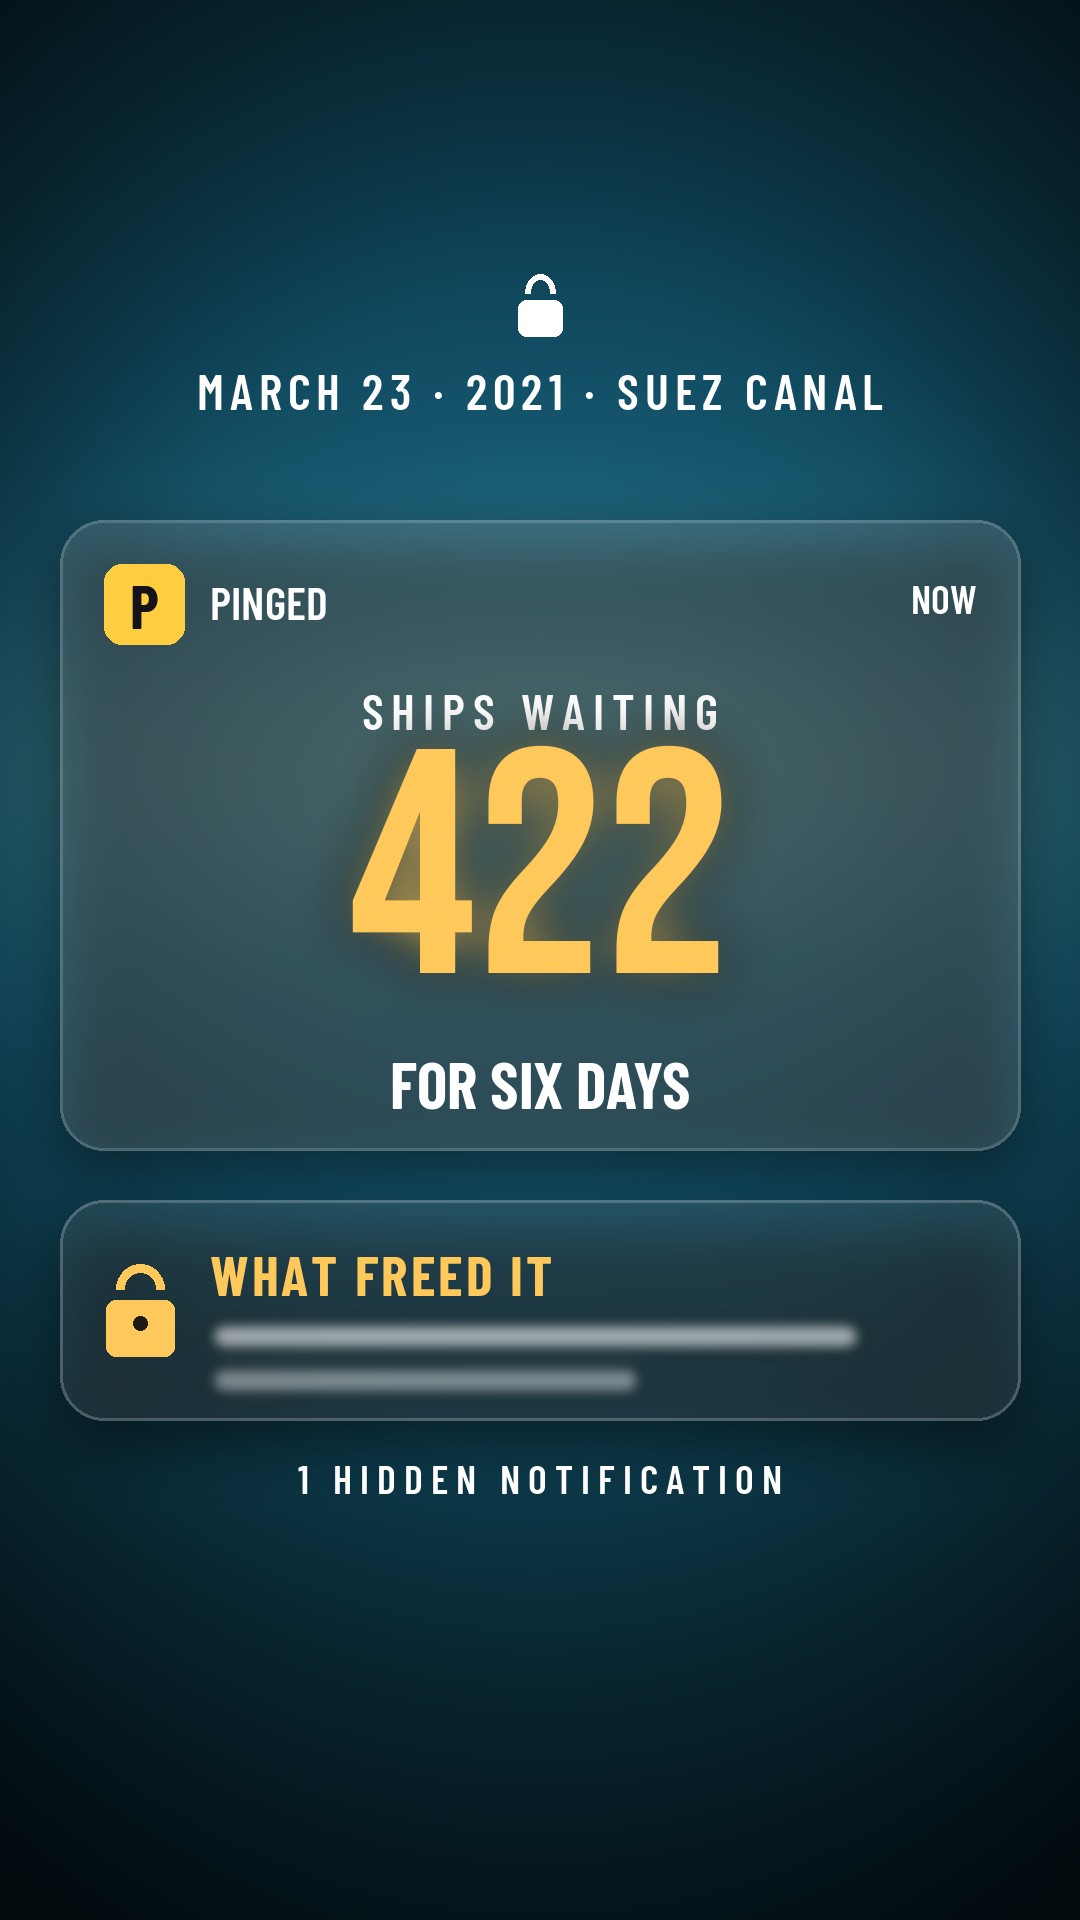 MARCH 23 · 2021 · SUEZ CANAL
P PINGED NOW
SHIPS WAITING
422
FOR SIX DAYS
WHAT FREED IT
1 HIDDEN NOTIFICATION